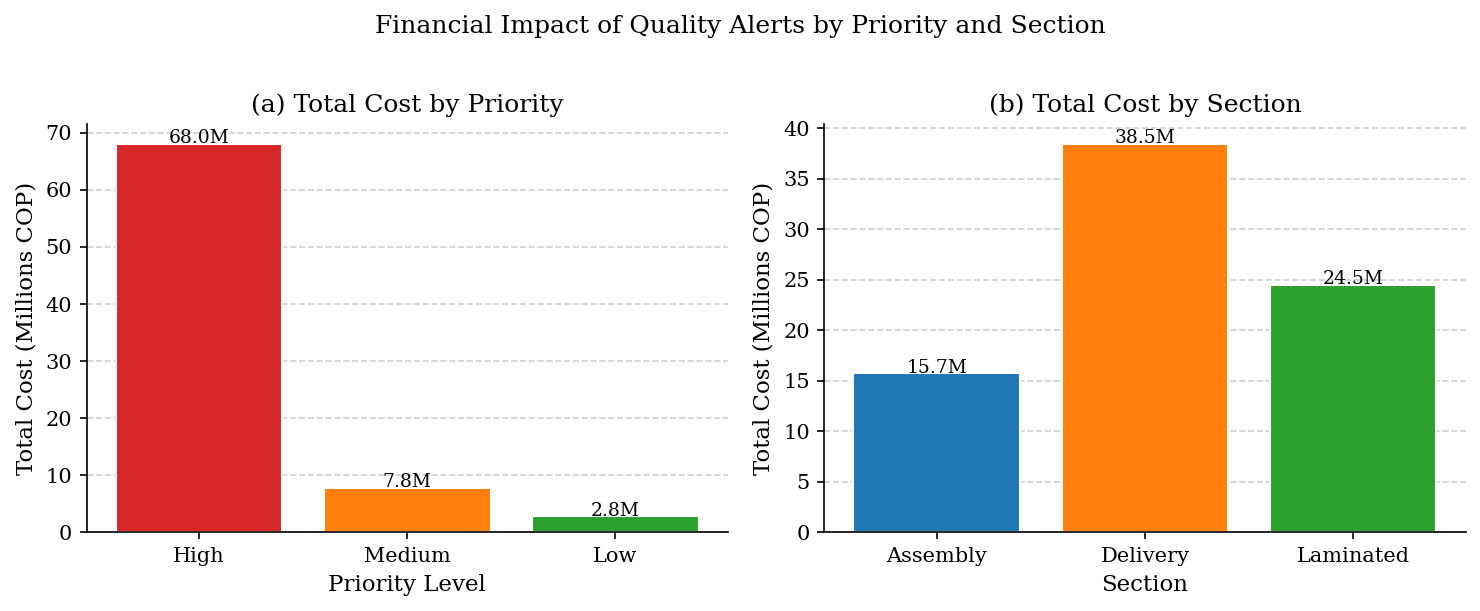 Financial Impact of Quality Alerts by Priority and Section
(a) Total Cost by Priority
Total Cost (Millions COP)
70
60
50
40
30
20
10
0
68.0M
7.8M
2.8M
High
Medium
Low
Priority Level
(b) Total Cost by Section
Total Cost (Millions COP)
40
35
30
25
20
15
10
5
0
15.7M
38.5M
24.5M
Assembly
Delivery
Laminated
Section